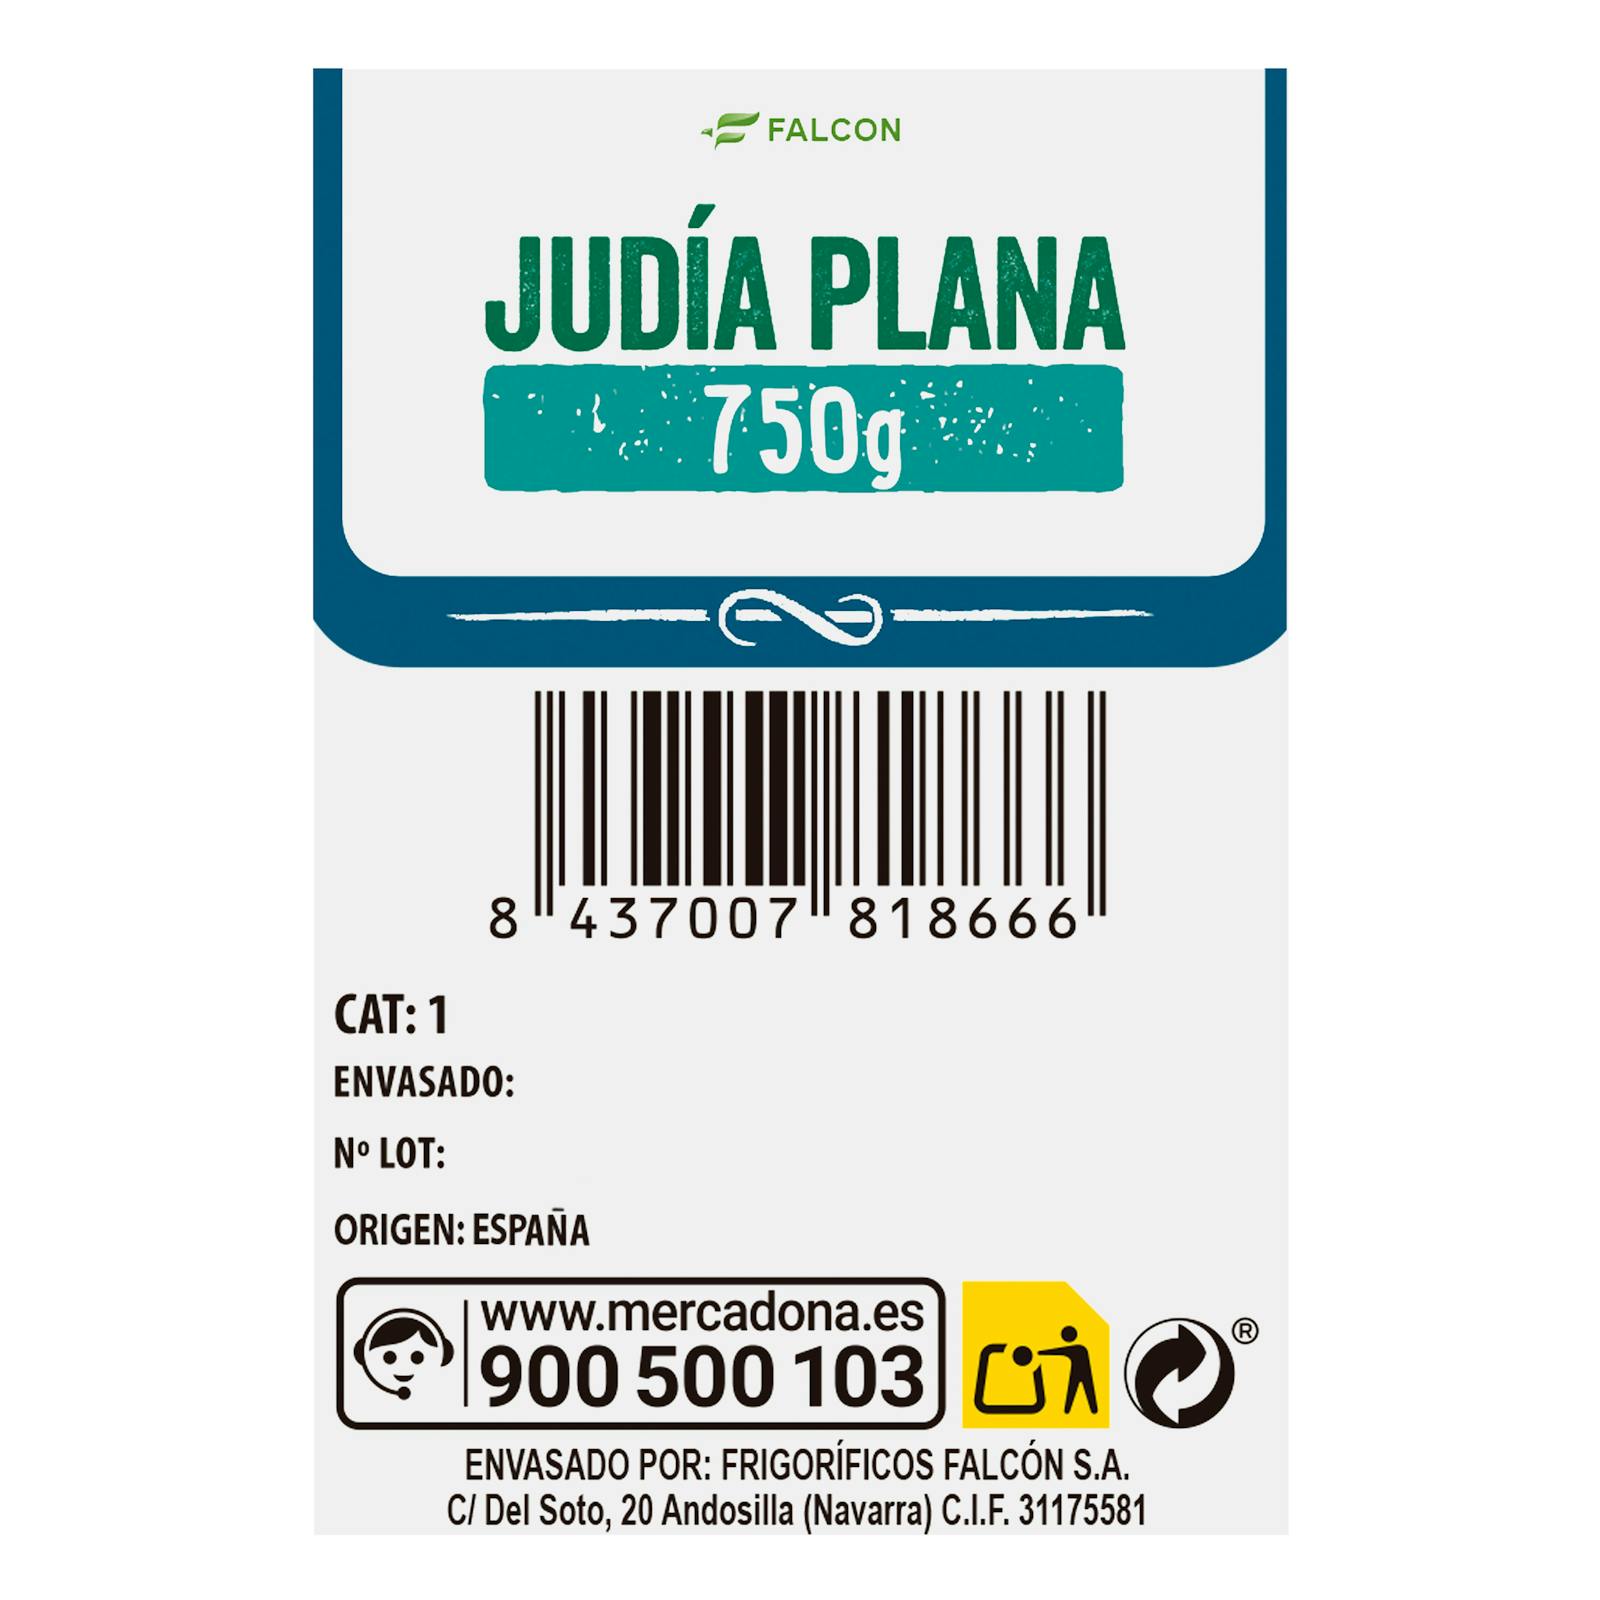 FALCON
JUDÍA PLANA
750g
8 437007 818666
CAT: 1
ENVASADO:
Nº LOT:
ORIGEN: ESPAÑA
www.mercadona.es
900 500 103
®
ENVASADO POR: FRIGORÍFICOS FALCÓN S.A.
C/ Del Soto, 20 Andosilla (Navarra) C.I.F. 31175581